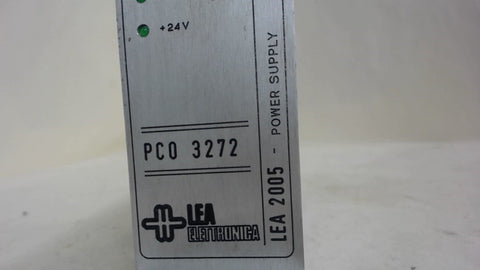 +24V
PCO 3272
LEA
ELETTRONICA
LEA 2005 - POWER SUPPLY